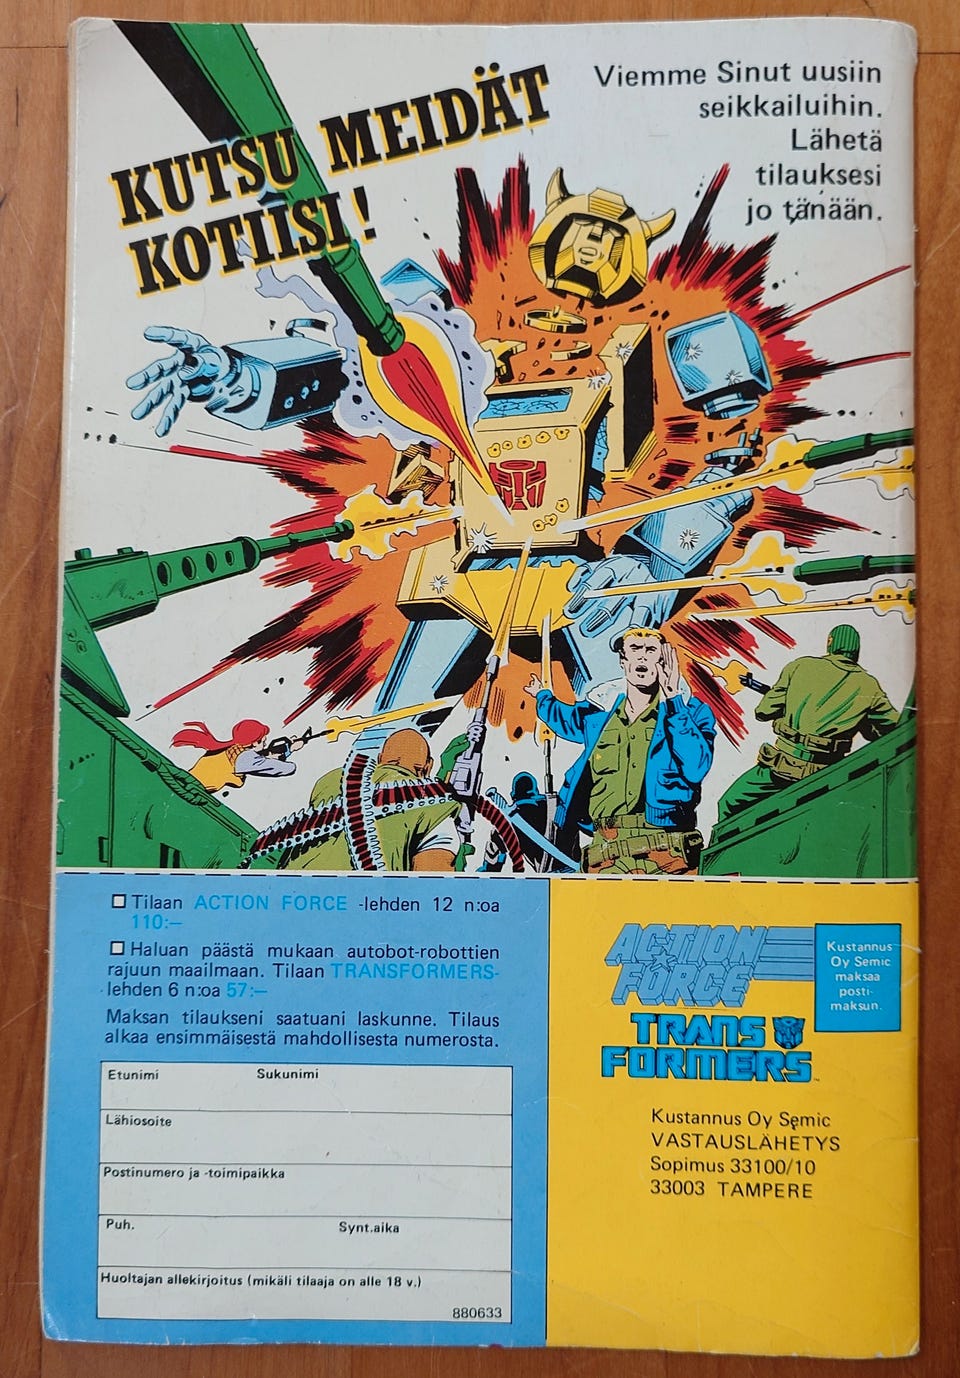 KUTSU MEIDÄT
KOTIISI!
Viemme Sinut uusiin
seikkailuihin.
Lähetä
tilauksesi
jo tänään.
Tilaan ACTION FORCE -lehden 12 n:oa
110:—
Haluan päästä mukaan autobot-robottien
rajuun maailmaan. Tilaan TRANSFORMERS-
lehden 6 n:oa 57:—
Maksan tilaukseni saatuani laskunne. Tilaus
alkaa ensimmäisestä mahdollisesta numerosta.
Etunimi Sukunimi
Lähiosoite
Postinumero ja -toimipaikka
Puh. Synt.aika
Huoltajan allekirjoitus (mikäli tilaaja on alle 18 v.)
880633
ACTION
FORCE
Kustannus
Oy Semic
maksaa
posti-
maksun.
TRANS
FORMERS
Kustannus Oy Semic
VASTAUSLÄHETYS
Sopimus 33100/10
33003 TAMPERE